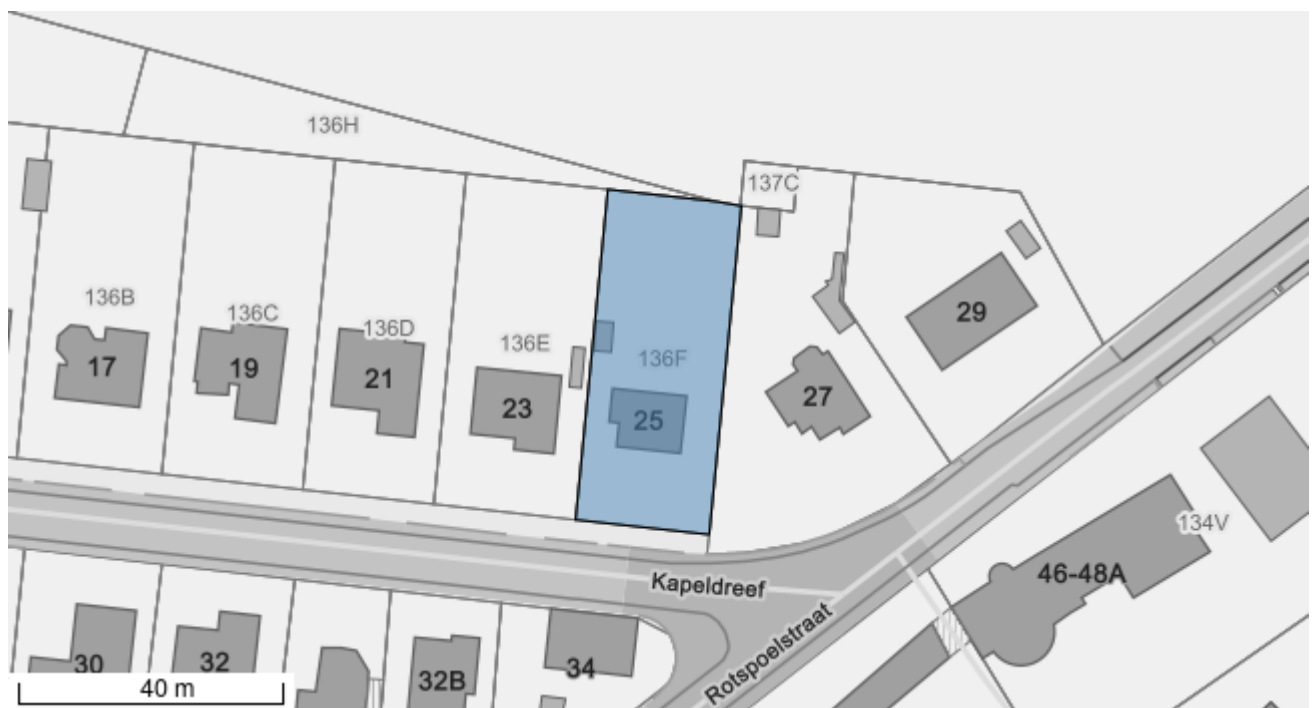 136H
137C
136B
136C
136D
136E
136F
29
17
19
21
23
25
27
134V
46-48A
Kapeldreef
Rotspoelstraat
30
32
32B
34
40 m